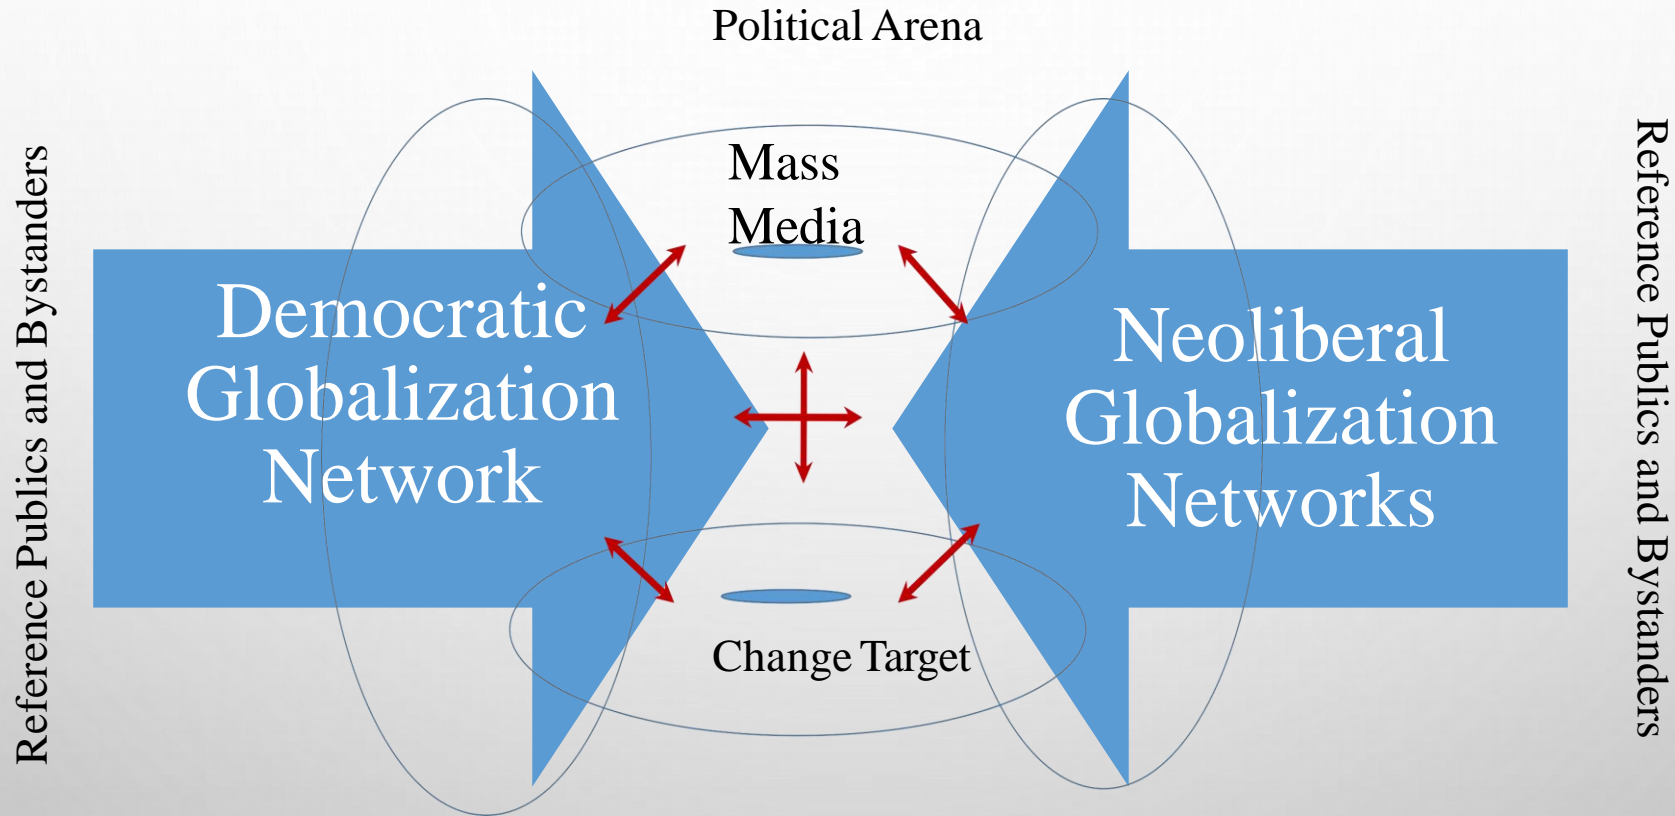 Political Arena
Reference Publics and Bystanders
Mass
Media
Democratic
Globalization
Network
Neoliberal
Globalization
Networks
Change Target
Reference Publics and Bystanders